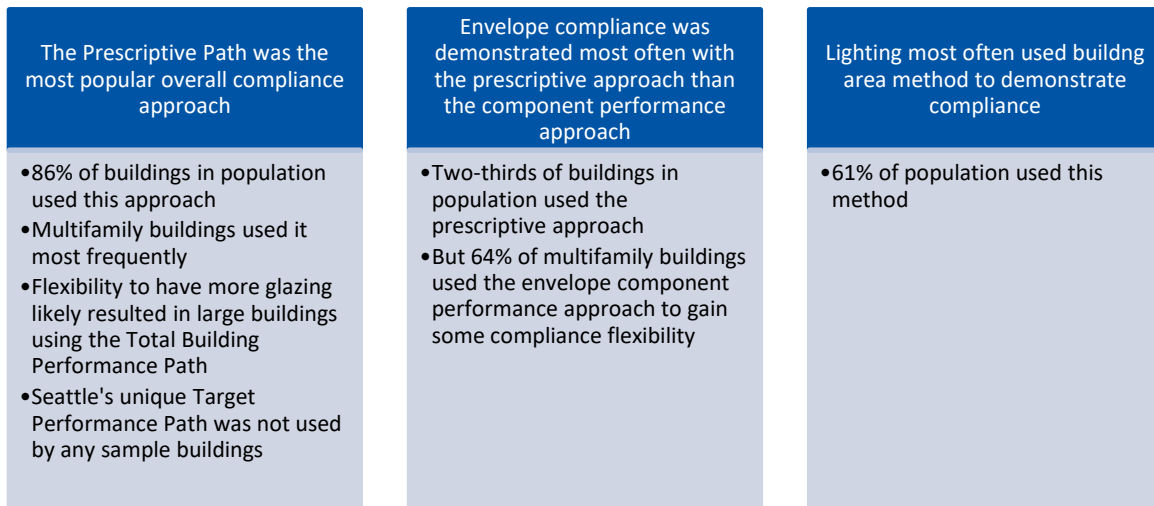 The Prescriptive Path was the
most popular overall compliance
approach
•86% of buildings in population
used this approach
•Multifamily buildings used it
most frequently
•Flexibility to have more glazing
likely resulted in large buildings
using the Total Building
Performance Path
•Seattle's unique Target
Performance Path was not used
by any sample buildings
Envelope compliance was
demonstrated most often with
the prescriptive approach than
the component performance
approach
•Two-thirds of buildings in
population used the
prescriptive approach
•But 64% of multifamily buildings
used the envelope component
performance approach to gain
some compliance flexibility
Lighting most often used buildng
area method to demonstrate
compliance
•61% of population used this
method